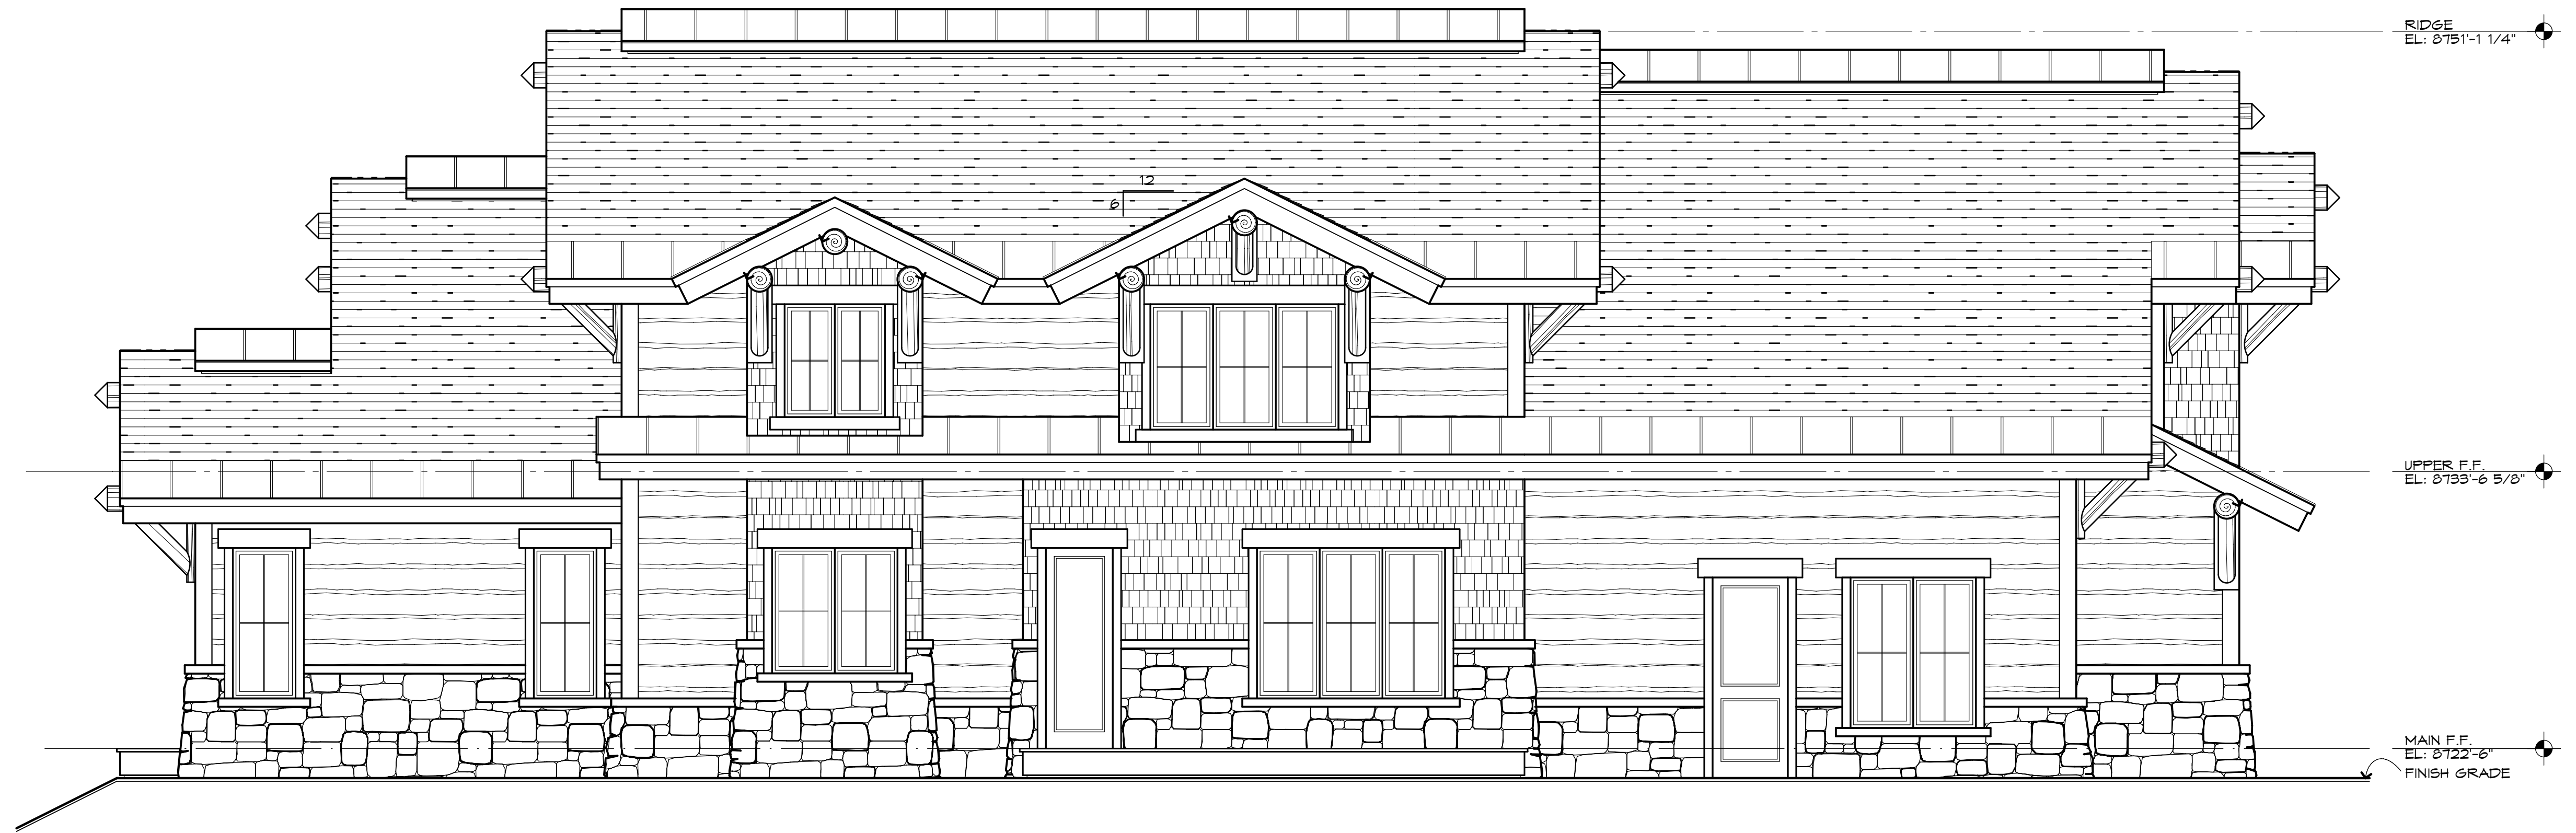 RIDGE
EL: 8751'-1 1/4"
12
6
UPPER F.F.
EL: 8733'-6 5/8"
MAIN F.F.
EL: 8722'-6"
FINISH GRADE